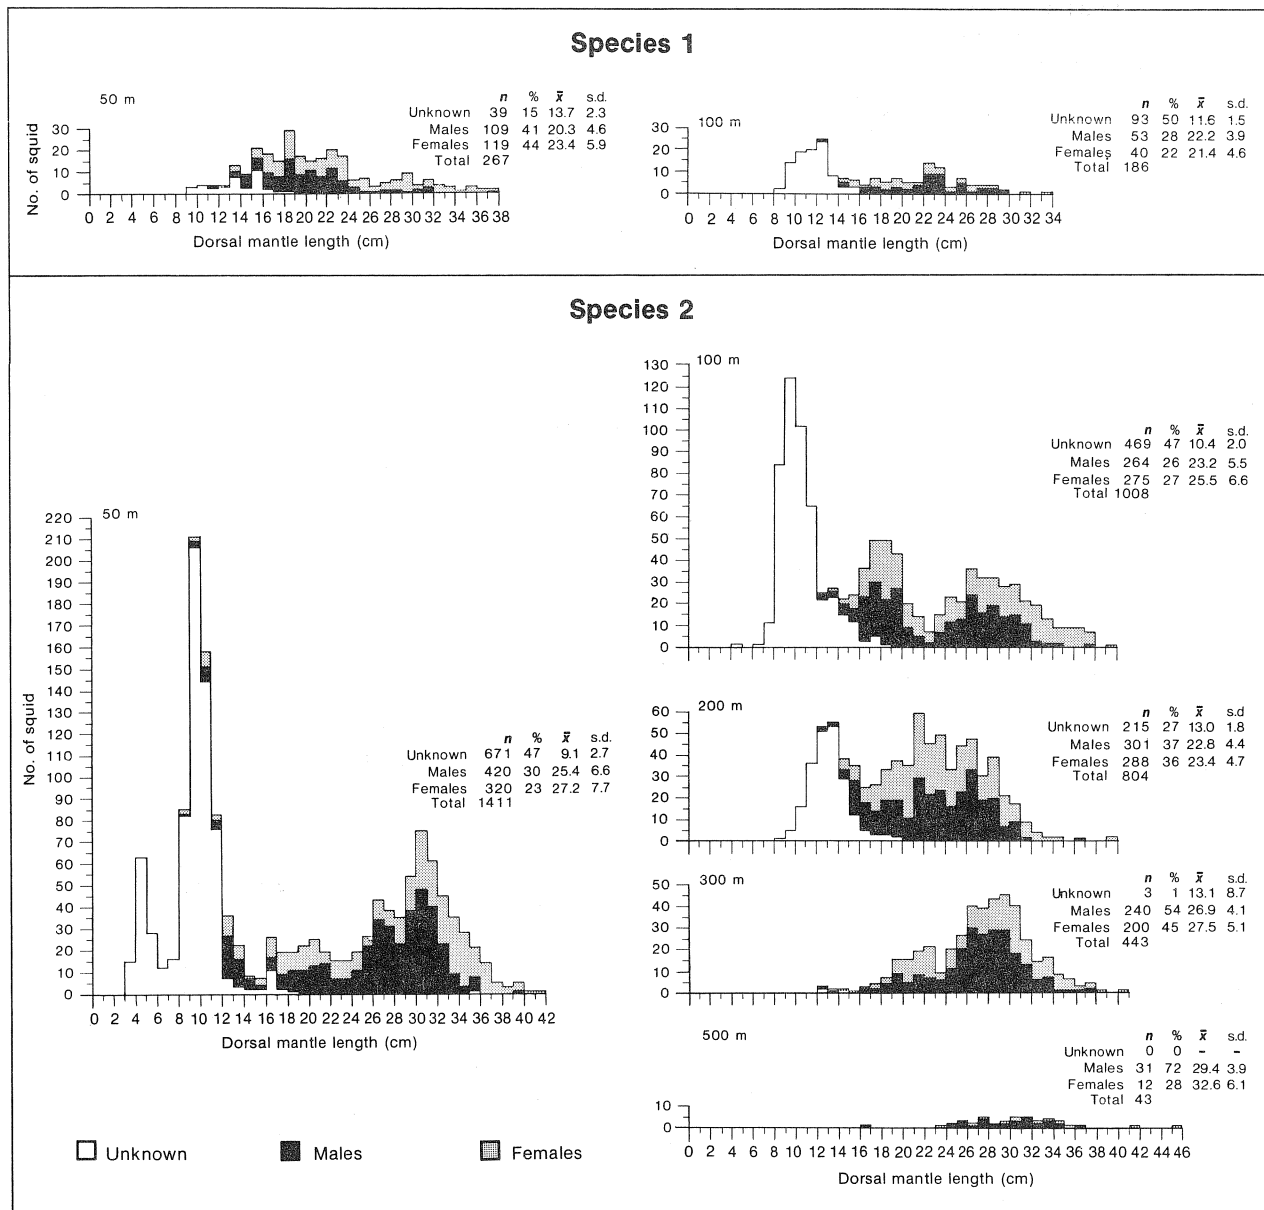 Species 1
50 m
n % x̄ s.d.
Unknown 39 15 13.7 2.3
Males 109 41 20.3 4.6
Females 119 44 23.4 5.9
Total 267
No. of squid
30
20
10
0
0 2 4 6 8 10 12 14 16 18 20 22 24 26 28 30 32 34 36 38
Dorsal mantle length (cm)
100 m
n % x̄ s.d.
Unknown 93 50 11.6 1.5
Males 53 28 22.2 3.9
Females 40 22 21.4 4.6
Total 186
30
20
10
0
0 2 4 6 8 10 12 14 16 18 20 22 24 26 28 30 32 34
Dorsal mantle length (cm)
Species 2
50 m
n % x̄ s.d.
Unknown 671 47 9.1 2.7
Males 420 30 25.4 6.6
Females 320 23 27.2 7.7
Total 1411
No. of squid
220
210
200
190
180
170
160
150
140
130
120
110
100
90
80
70
60
50
40
30
20
10
0
0 2 4 6 8 10 12 14 16 18 20 22 24 26 28 30 32 34 36 38 40 42
Dorsal mantle length (cm)
100 m
n % x̄ s.d.
Unknown 469 47 10.4 2.0
Males 264 26 23.2 5.5
Females 275 27 25.5 6.6
Total 1008
130
120
110
100
90
80
70
60
50
40
30
20
10
0
200 m
n % x̄ s.d
Unknown 215 27 13.0 1.8
Males 301 37 22.8 4.4
Females 288 36 23.4 4.7
Total 804
60
50
40
30
20
10
0
300 m
n % x̄ s.d.
Unknown 3 1 13.1 8.7
Males 240 54 26.9 4.1
Females 200 45 27.5 5.1
Total 443
50
40
30
20
10
0
500 m
n % x̄ s.d.
Unknown 0 0 – –
Males 31 72 29.4 3.9
Females 12 28 32.6 6.1
Total 43
10
0
0 2 4 6 8 10 12 14 16 18 20 22 24 26 28 30 32 34 36 38 40 42 44 46
Dorsal mantle length (cm)
Unknown Males Females